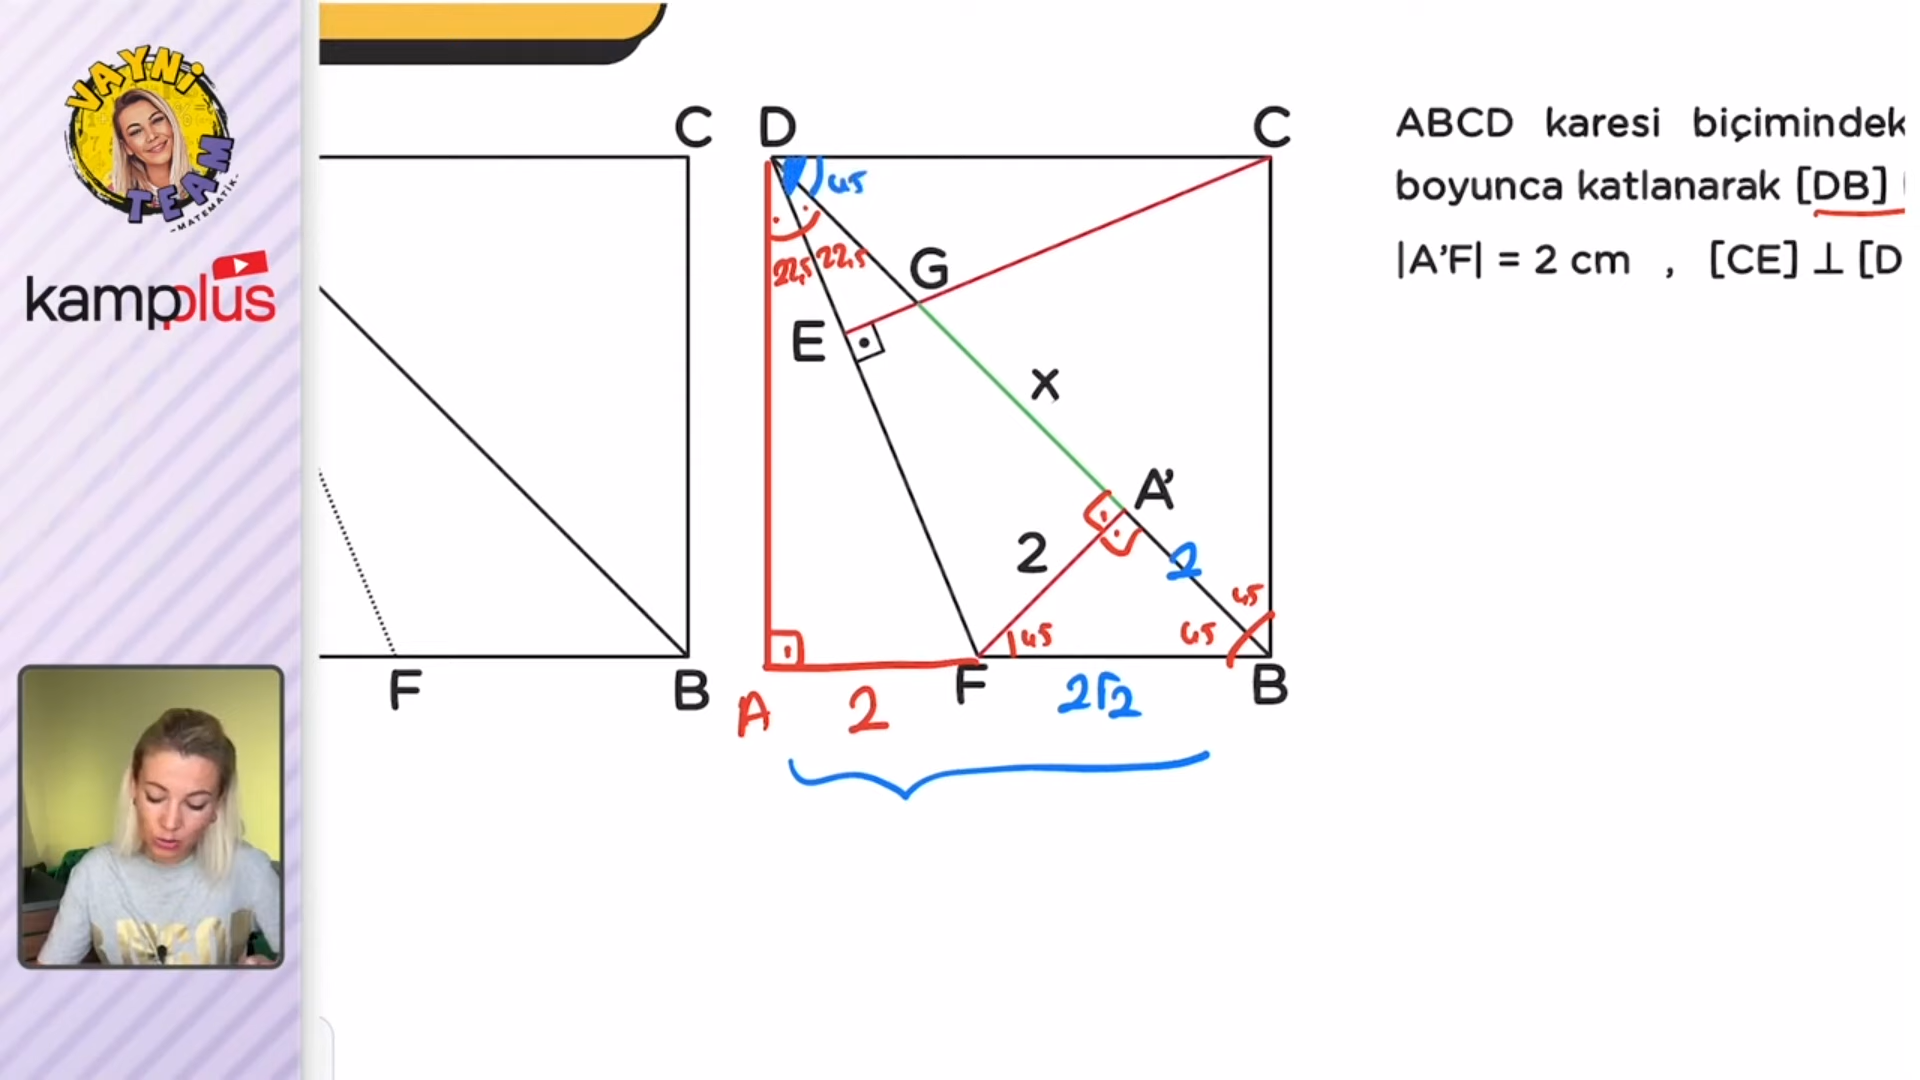 VAYNi
TEAM
-MATEMATİK-
kampplus
C
F
B
D
C
45
22,5
22,5
G
E
x
A'
2
2
45
45
45
A
2
F
2√2
B
ABCD karesi biçimindek
boyunca katlanarak [DB]
|A'F| = 2 cm , [CE] ⊥ [D